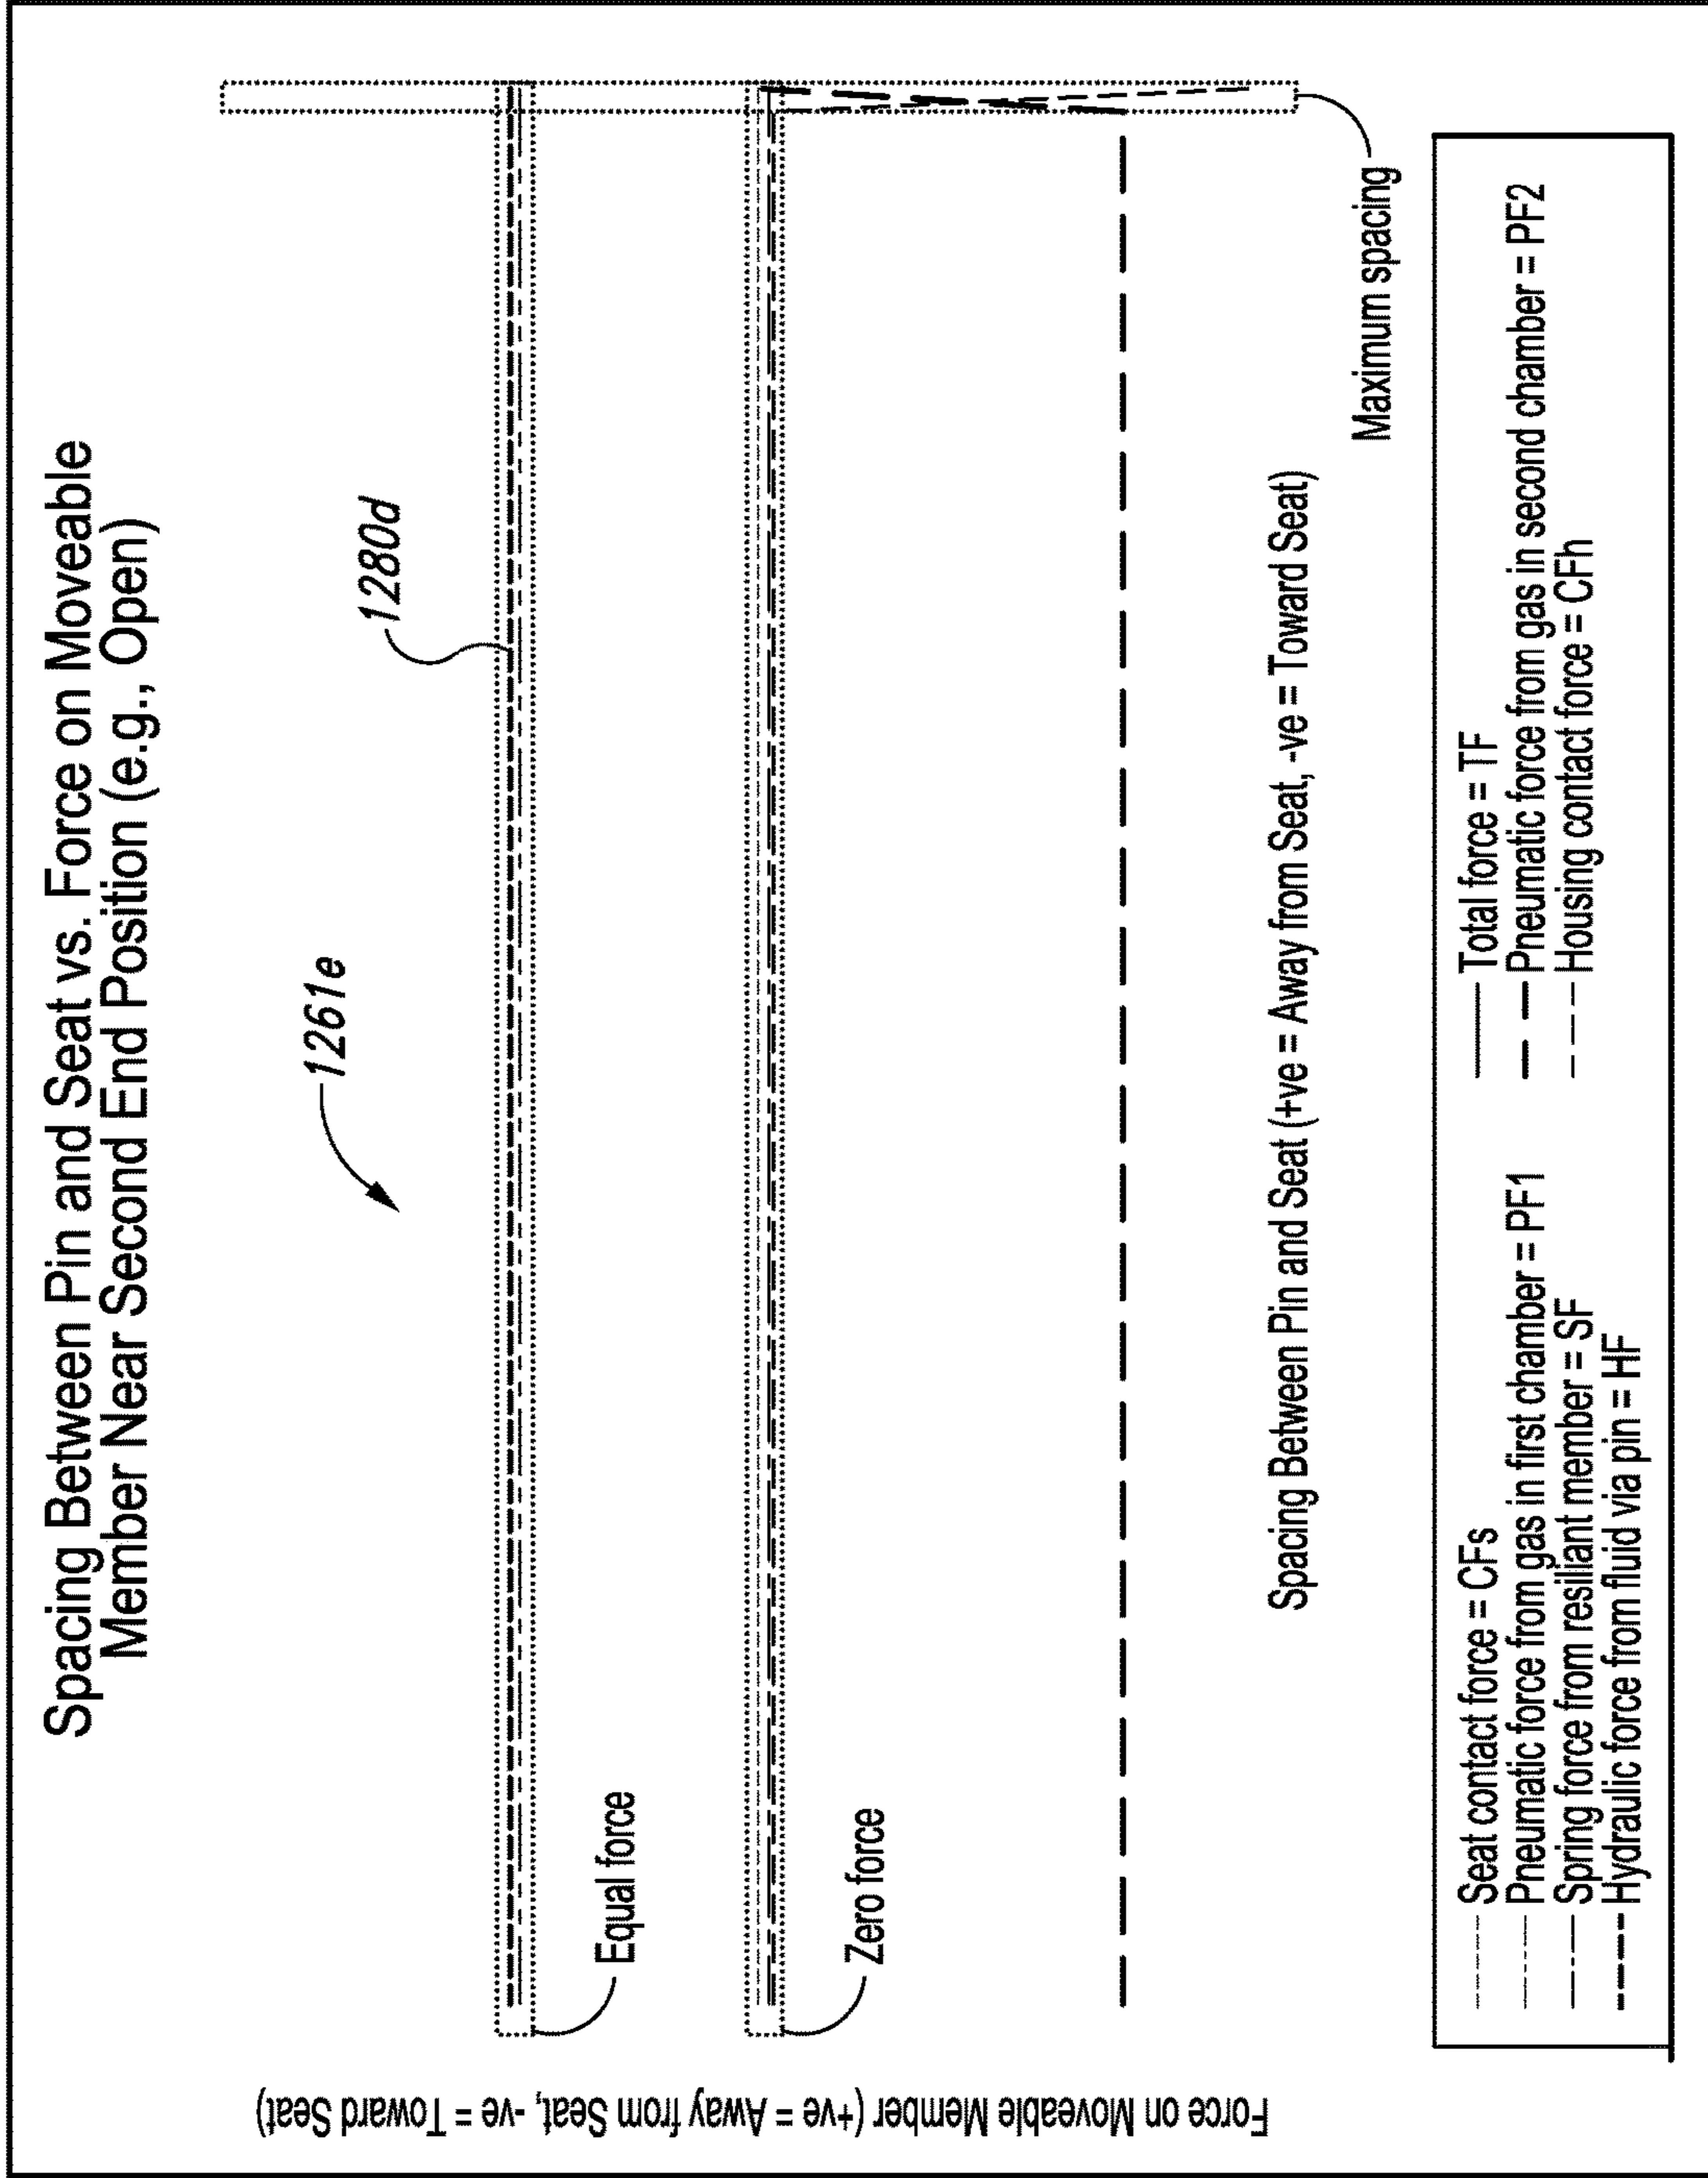 Spacing Between Pin and Seat vs. Force on Moveable
Member Near Second End Position (e.g., Open)
1261e
1280d
Equal force
Zero force
Maximum spacing
Force on Moveable Member (+ve = Away from Seat, -ve = Toward Seat)
Spacing Between Pin and Seat (+ve = Away from Seat, -ve = Toward Seat)
Seat contact force = CFs
Pneumatic force from gas in first chamber = PF1
Spring force from resiliant member = SF
Hydraulic force from fluid via pin = HF
Total force = TF
Pneumatic force from gas in second chamber = PF2
Housing contact force = CFh